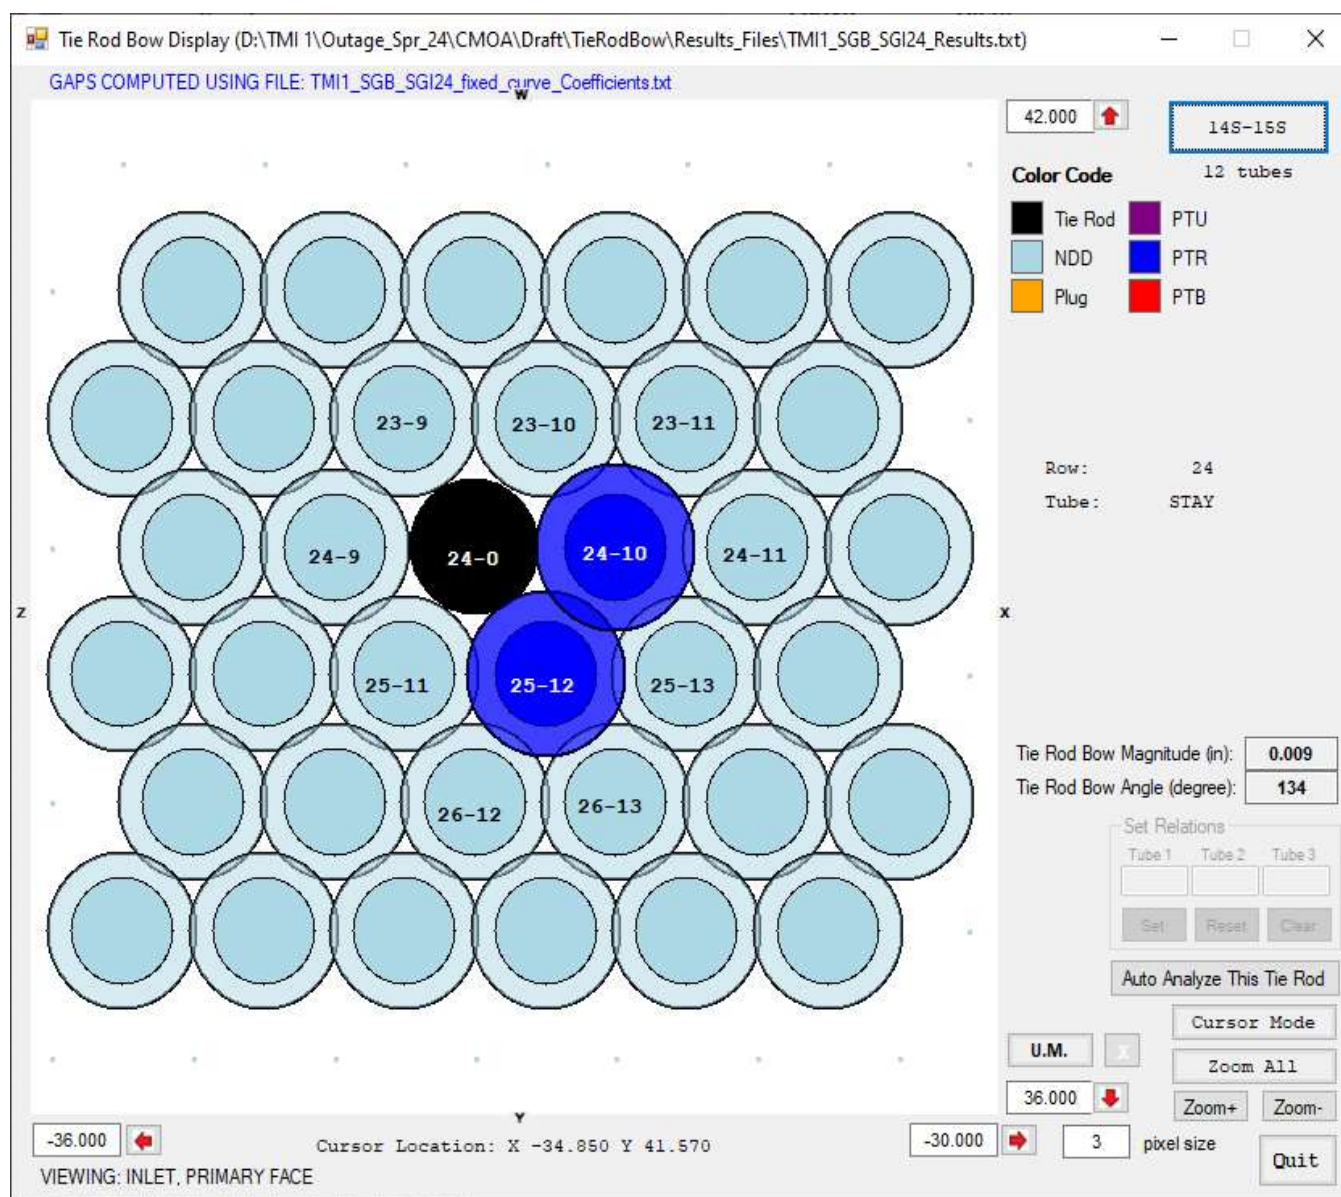 Tie Rod Bow Display (D:\TMI 1\Outage_Spr_24\CMOA\Draft\TieRodBow\Results_Files\TMI1_SGB_SGI24_Results.txt)
GAPS COMPUTED USING FILE: TMI1_SGB_SGI24_fixed_curve_Coefficients.txt
W
42.000
14S-15S
12 tubes
Color Code
Tie Rod PTU
NDD PTR
Plug PTB
23-9 23-10 23-11
Row: 24
Tube: STAY
24-9 24-0 24-10 24-11
Z
X
25-11 25-12 25-13
Tie Rod Bow Magnitude (in): 0.009
Tie Rod Bow Angle (degree): 134
26-12 26-13
Set Relations
Tube 1 Tube 2 Tube 3
Set Reset Clear
Auto Analyze This Tie Rod
Cursor Mode
U.M. X
Zoom All
36.000
Zoom+ Zoom-
Y
-36.000
Cursor Location: X -34.850 Y 41.570
-30.000
3 pixel size
Quit
VIEWING: INLET, PRIMARY FACE